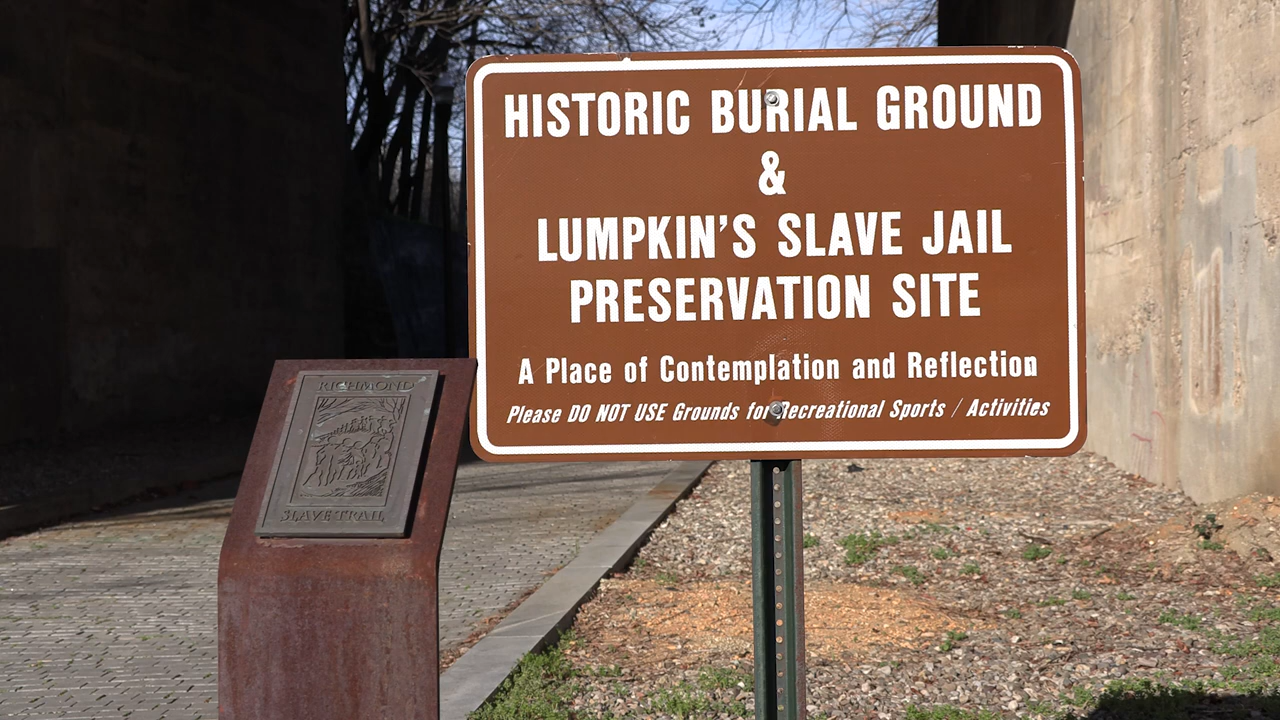 HISTORIC BURIAL GROUND
&
LUMPKIN'S SLAVE JAIL
PRESERVATION SITE
A Place of Contemplation and Reflection
Please DO NOT USE Grounds for Recreational Sports / Activities
RICHMOND
SLAVE TRAIL